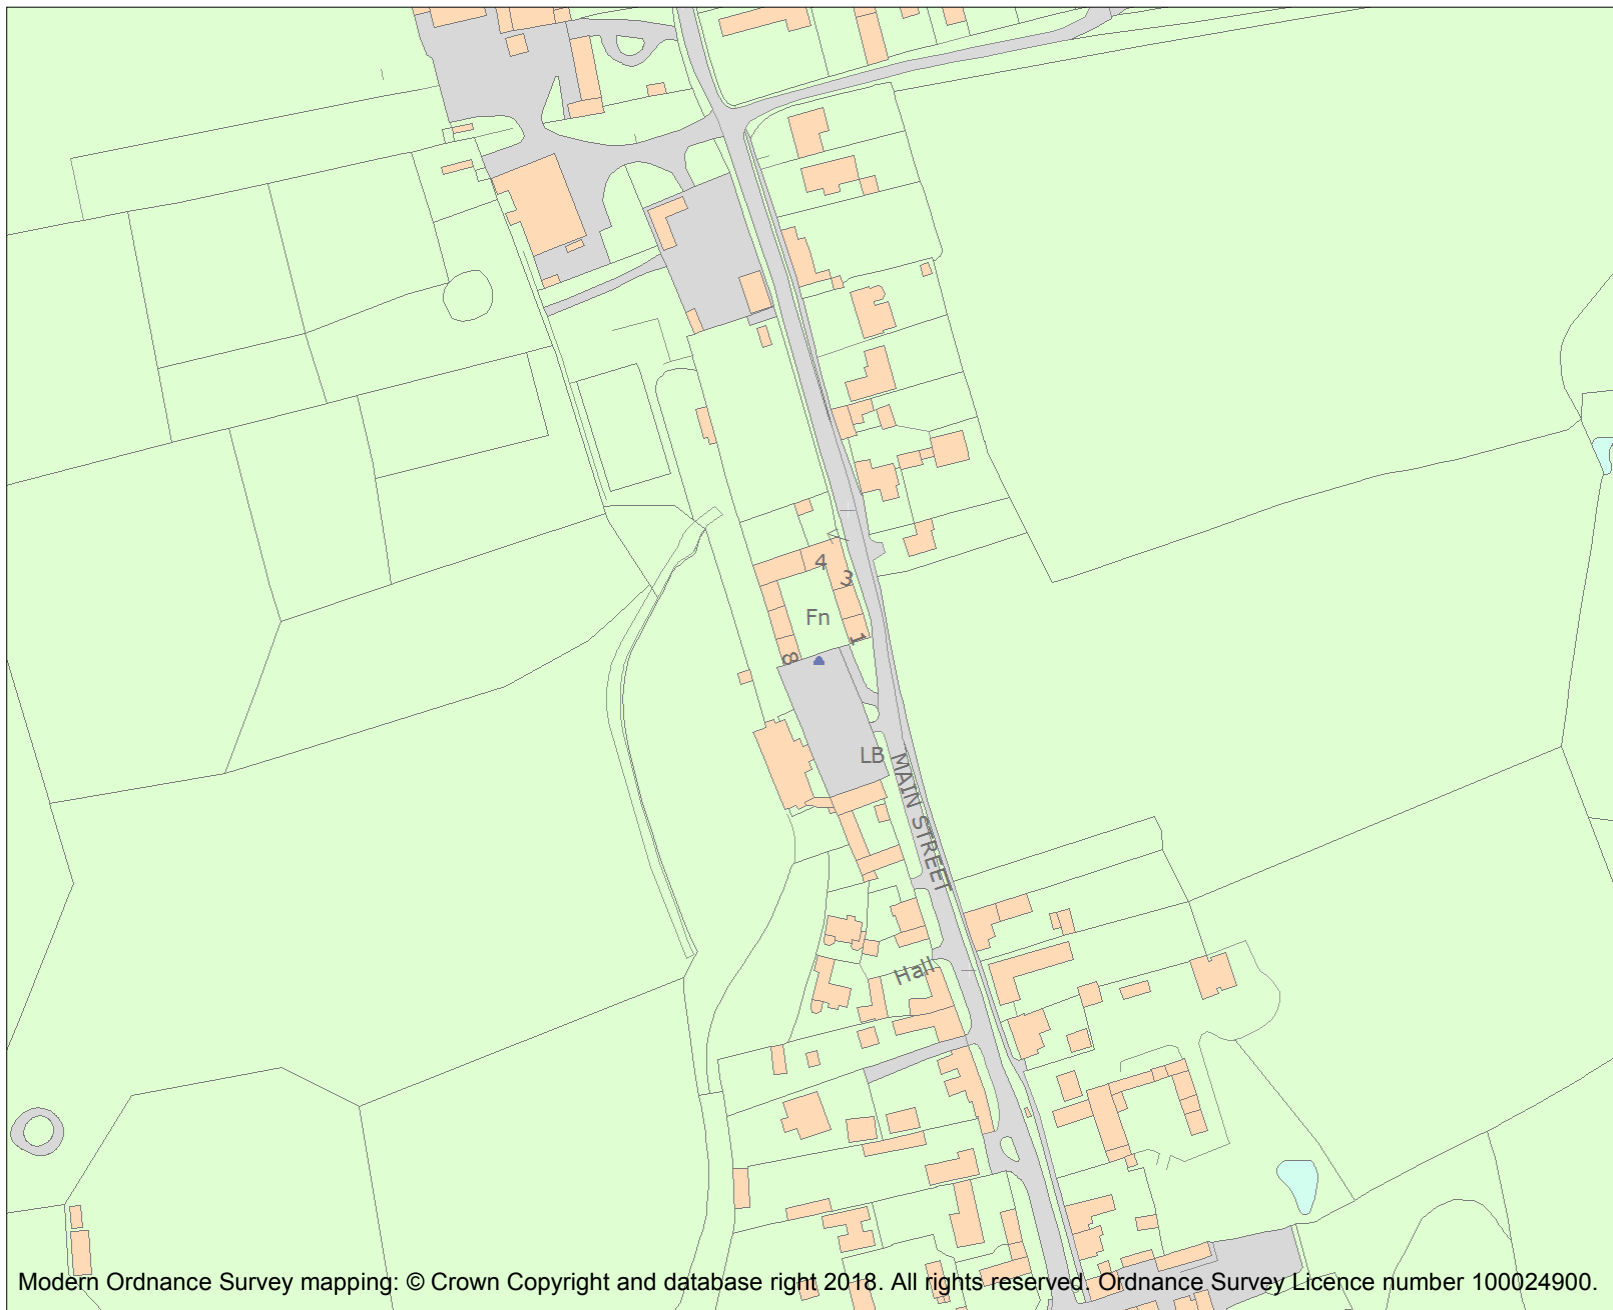 4
3
Fn
1
8
LB
MAIN STREET
Hall
Modern Ordnance Survey mapping: © Crown Copyright and database right 2018. All rights reserved. Ordnance Survey Licence number 100024900.